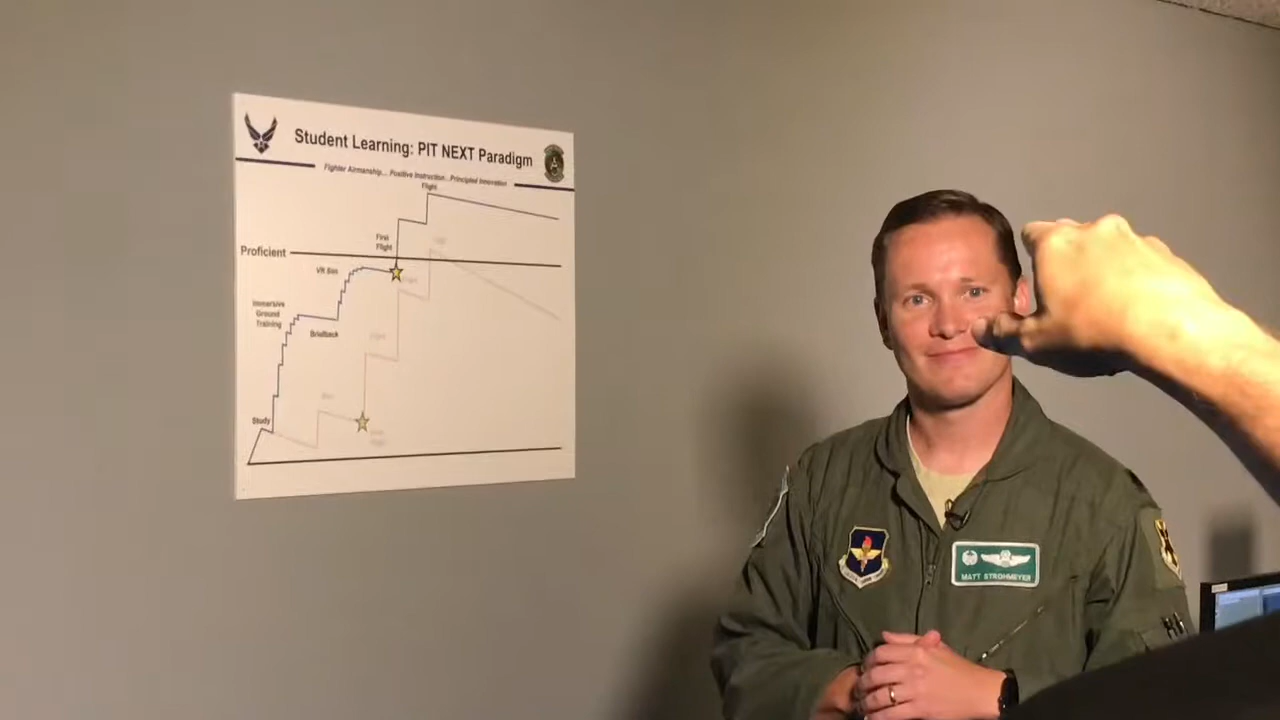 Student Learning: PIT NEXT Paradigm
Fighter Airmanship... Positive Instruction...Principled Innovation
Flight
First
Flight
Proficient
VR Sim
Immersive
Ground
Training
Briefback
Study
MATT STROHMEYER